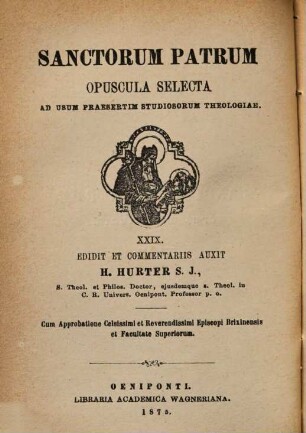 SANCTORUM PATRUM
OPUSCULA SELECTA
AD USUM PRAESERTIM STUDIOSORUM THEOLOGIAE.
XXIX.
EDIDIT ET COMMENTARIIS AUXIT
H. HURTER S. J.,
S. Theol. et Philos. Doctor, ejusdemque s. Theol. in
C. R. Univers. Oenipont. Professor p. o.
Cum Approbatione Celsissimi et Reverendissimi Episcopi Brixinensis
et Facultate Superiorum.
OENIPONTI.
LIBRARIA ACADEMICA WAGNERIANA.
1875.